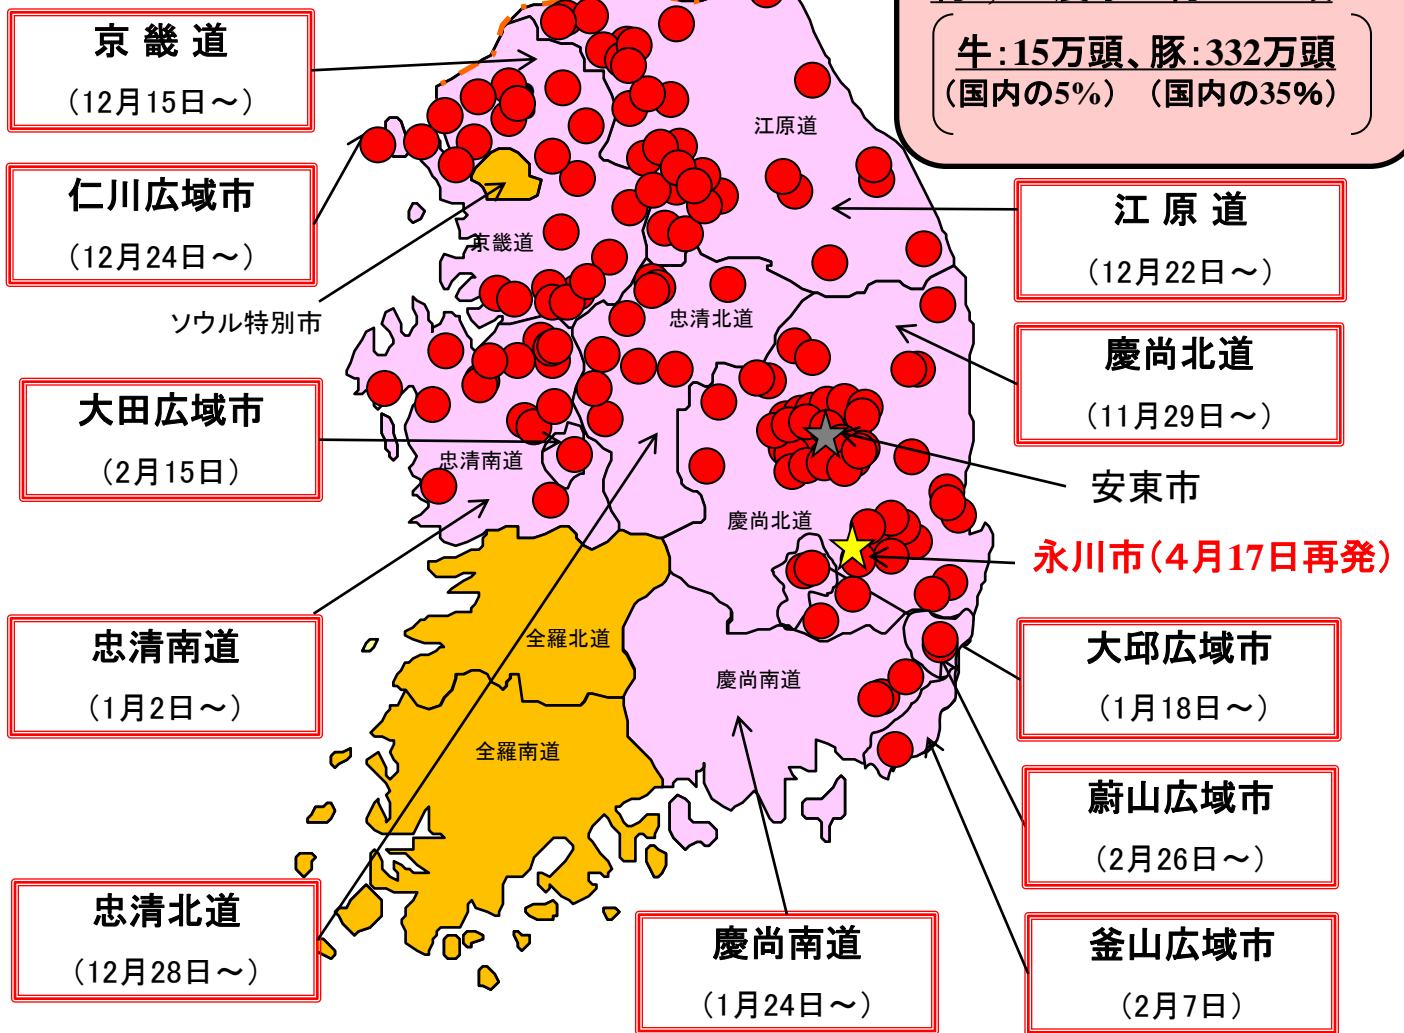 牛：15万頭、豚：332万頭
（国内の5%）（国内の35%）
京畿道
（12月15日～）
仁川広域市
（12月24日～）
ソウル特別市
大田広域市
（2月15日）
忠清南道
（1月2日～）
忠清北道
（12月28日～）
江原道
京畿道
忠清北道
忠清南道
慶尚北道
全羅北道
慶尚南道
全羅南道
江原道
（12月22日～）
慶尚北道
（11月29日～）
安東市
永川市（４月17日再発）
大邱広域市
（1月18日～）
蔚山広域市
（2月26日～）
釜山広域市
（2月7日）
慶尚南道
（1月24日～）